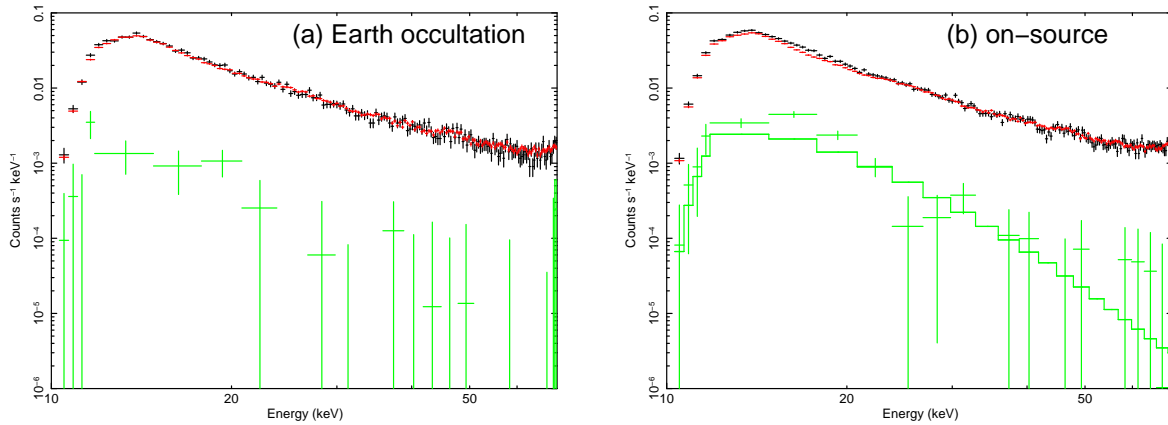 (a) Earth occultation
Counts s⁻¹ keV⁻¹
0.1
0.01
10⁻³
10⁻⁴
10⁻⁵
10⁻⁶
10 20 50
Energy (keV)
(b) on−source
Counts s⁻¹ keV⁻¹
0.1
0.01
10⁻³
10⁻⁴
10⁻⁵
10⁻⁶
10 20 50
Energy (keV)